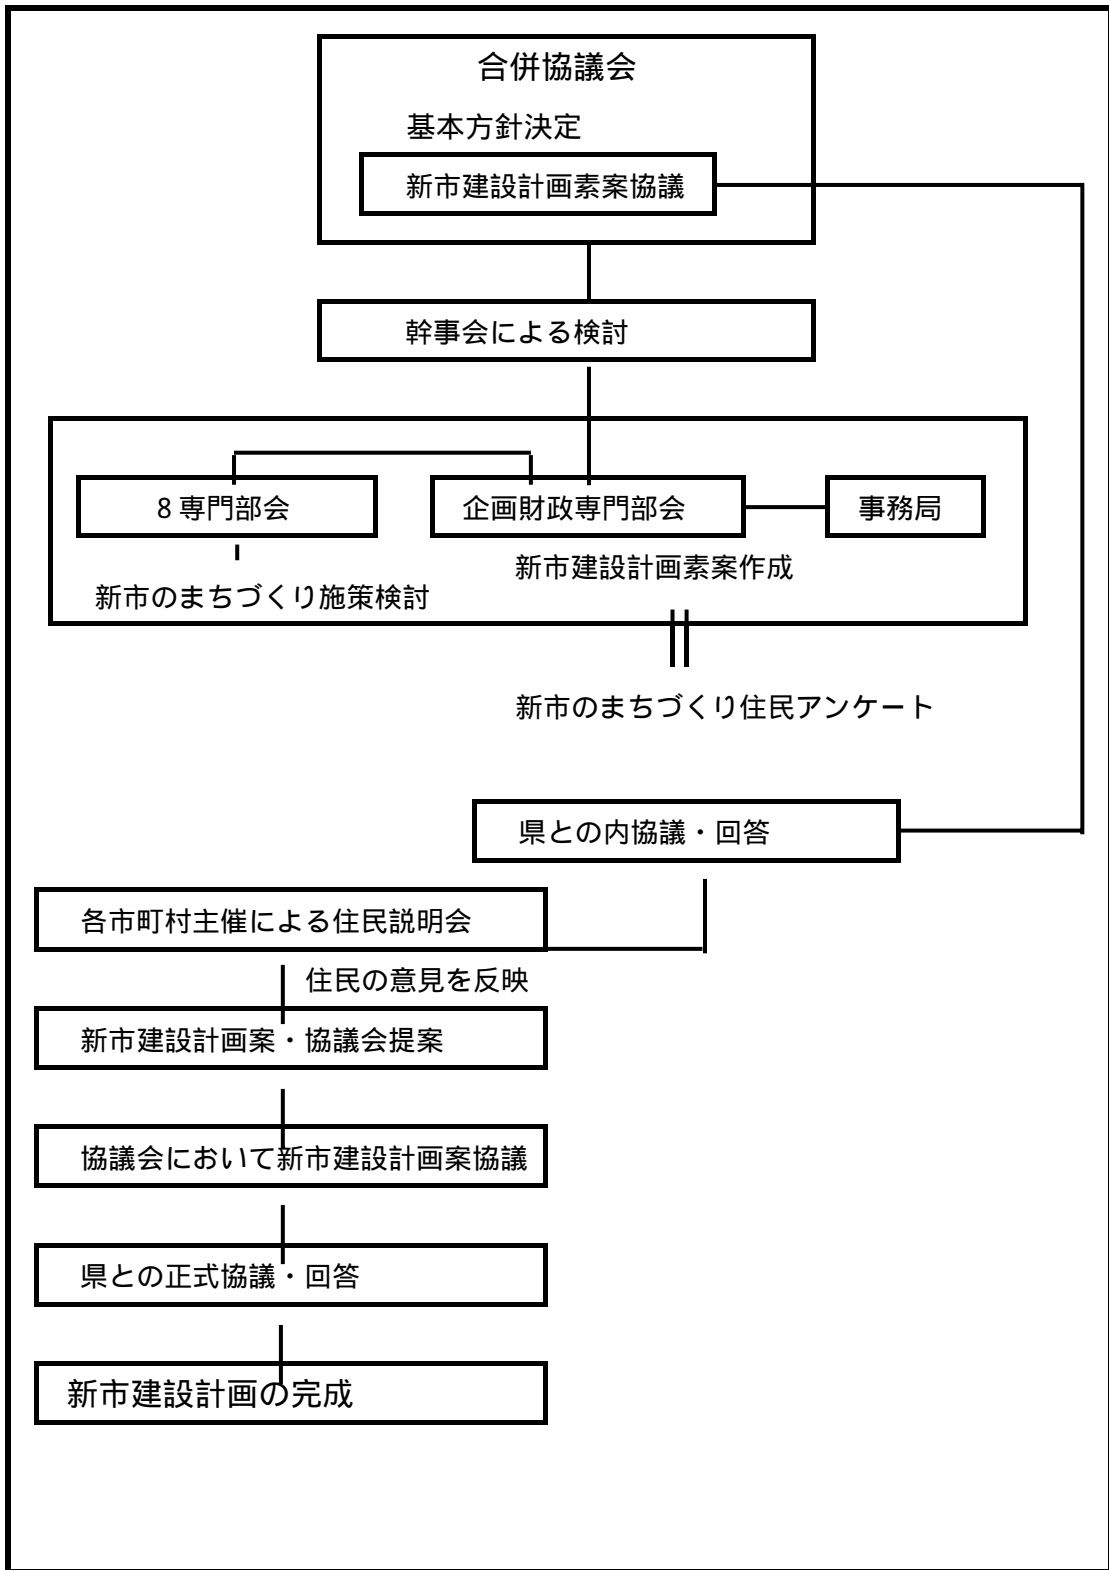 合併協議会
基本方針決定
新市建設計画素案協議
幹事会による検討
8専門部会
企画財政専門部会
事務局
新市建設計画素案作成
新市のまちづくり施策検討
新市のまちづくり住民アンケート
県との内協議・回答
各市町村主催による住民説明会
住民の意見を反映
新市建設計画案・協議会提案
協議会において新市建設計画案協議
県との正式協議・回答
新市建設計画の完成